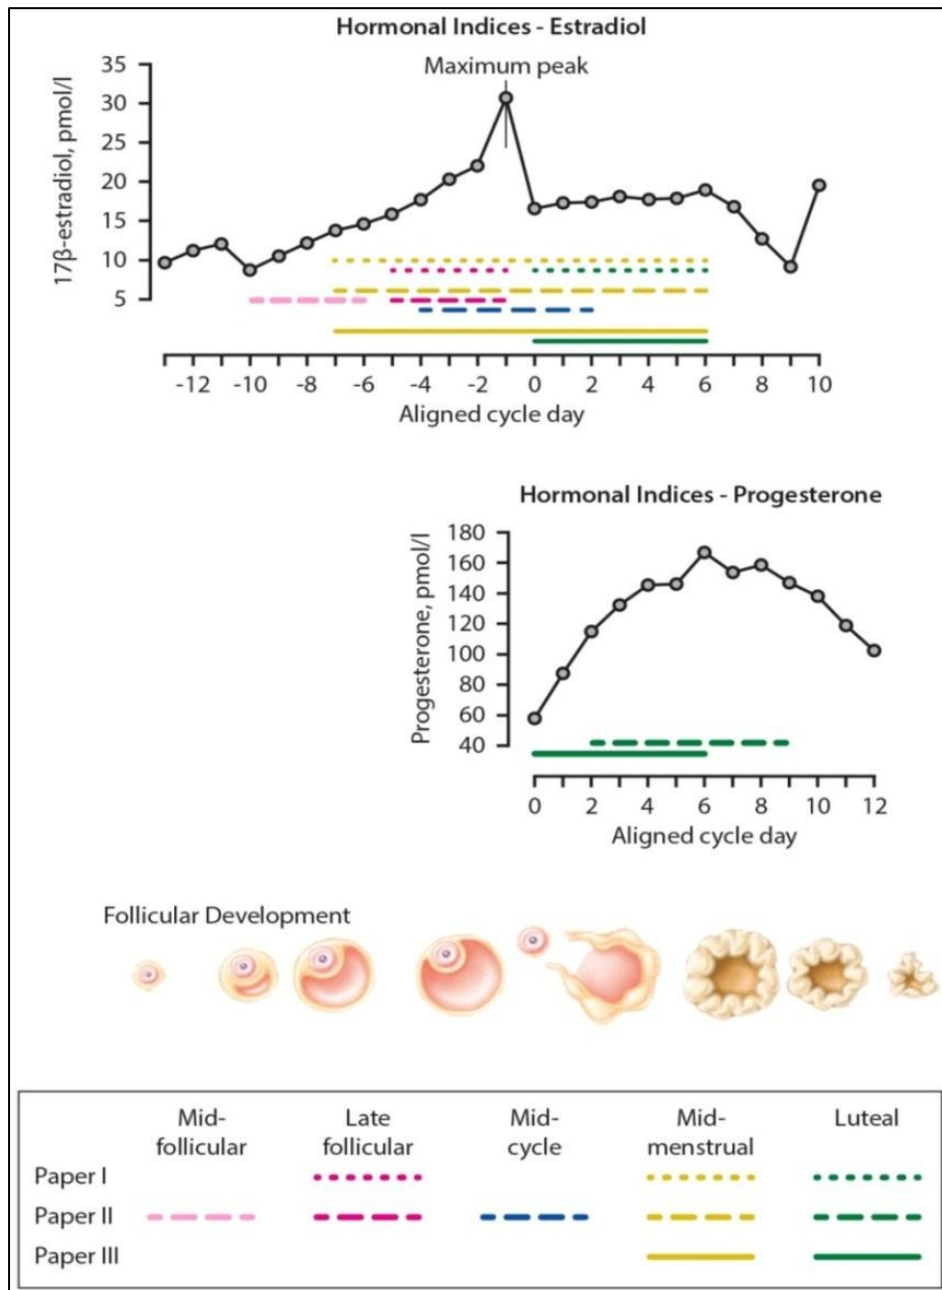 Hormonal Indices - Estradiol
Maximum peak
17β-estradiol, pmol/l
35
30
25
20
15
10
5
-12 -10 -8 -6 -4 -2 0 2 4 6 8 10
Aligned cycle day
Hormonal Indices - Progesterone
Progesterone, pmol/l
180
160
140
120
100
80
60
40
0 2 4 6 8 10 12
Aligned cycle day
Follicular Development
Mid- Late Mid- Mid- Luteal
follicular follicular cycle menstrual
Paper I
Paper II
Paper III